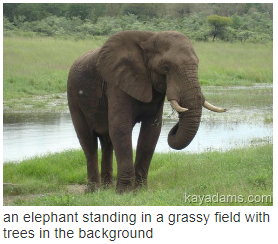 kayadams.com
an elephant standing in a grassy field with
trees in the background